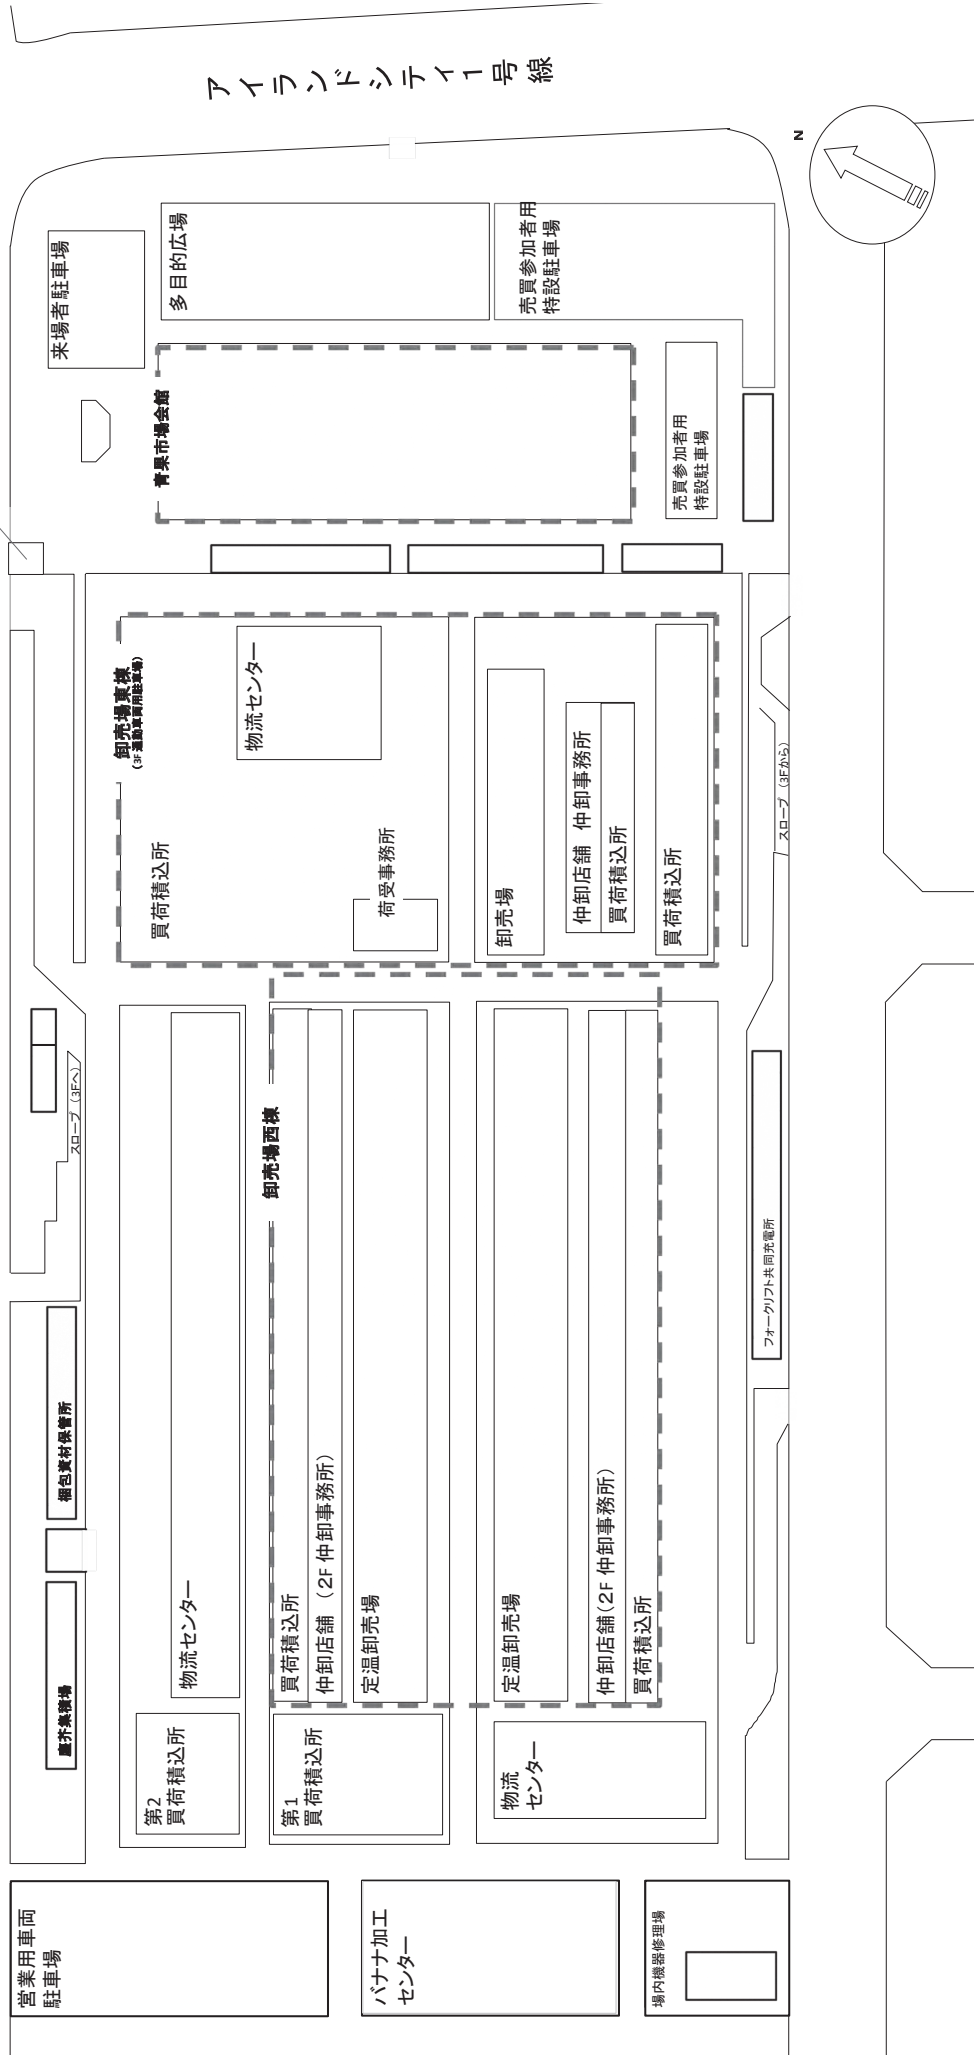 アイランドシティ1号線
N
来場者駐車場
多目的広場
売買参加者用
特設駐車場
青果市場会館
売買参加者用
特設駐車場
卸売場東棟
(3F 通勤車両用駐車場)
物流センター
買荷積込所
荷受事務所
卸売場
仲卸店舗 仲卸事務所
買荷積込所
買荷積込所
スロープ(3Fから)
スロープ(3Fへ)
卸売場西棟
フォークリフト共同充電所
梱包資材保管所
塵芥集積場
物流センター
買荷積込所
仲卸店舗(2F 仲卸事務所)
定温卸売場
定温卸売場
仲卸店舗(2F 仲卸事務所)
買荷積込所
第2
買荷積込所
第1
買荷積込所
物流
センター
営業用車両
駐車場
バナナ加工
センター
場内機器修理場